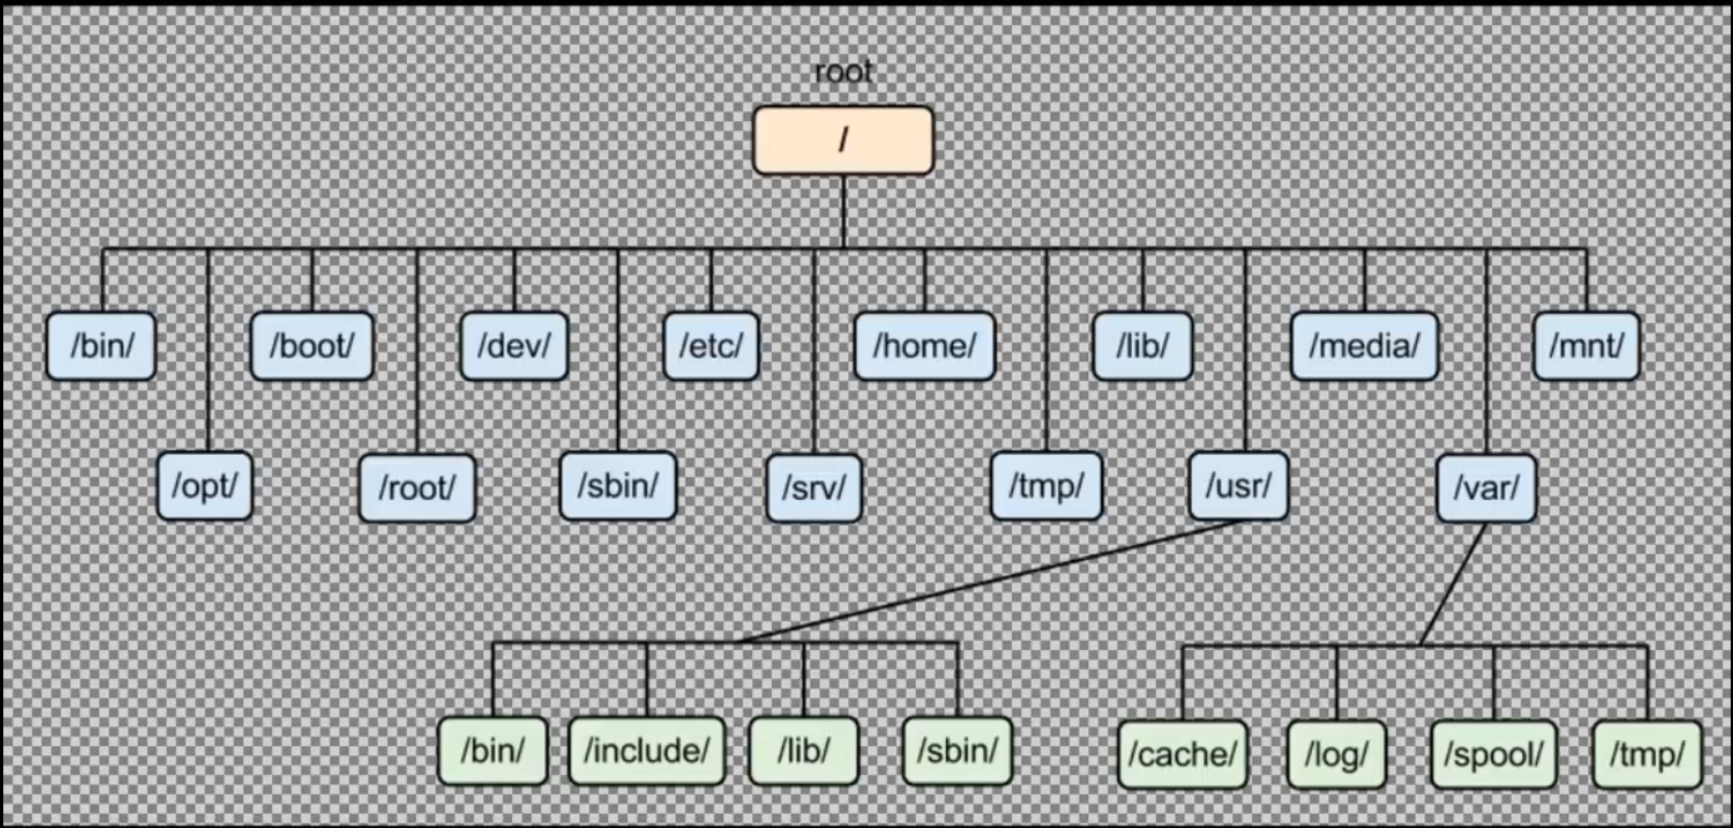 root
/
/bin/
/boot/
/dev/
/etc/
/home/
/lib/
/media/
/mnt/
/opt/
/root/
/sbin/
/srv/
/tmp/
/usr/
/var/
/bin/
/include/
/lib/
/sbin/
/cache/
/log/
/spool/
/tmp/